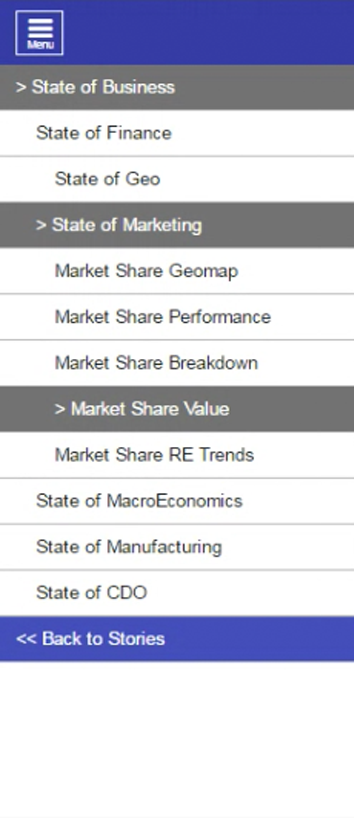 Menu
> State of Business
State of Finance
State of Geo
> State of Marketing
Market Share Geomap
Market Share Performance
Market Share Breakdown
> Market Share Value
Market Share RE Trends
State of MacroEconomics
State of Manufacturing
State of CDO
<< Back to Stories